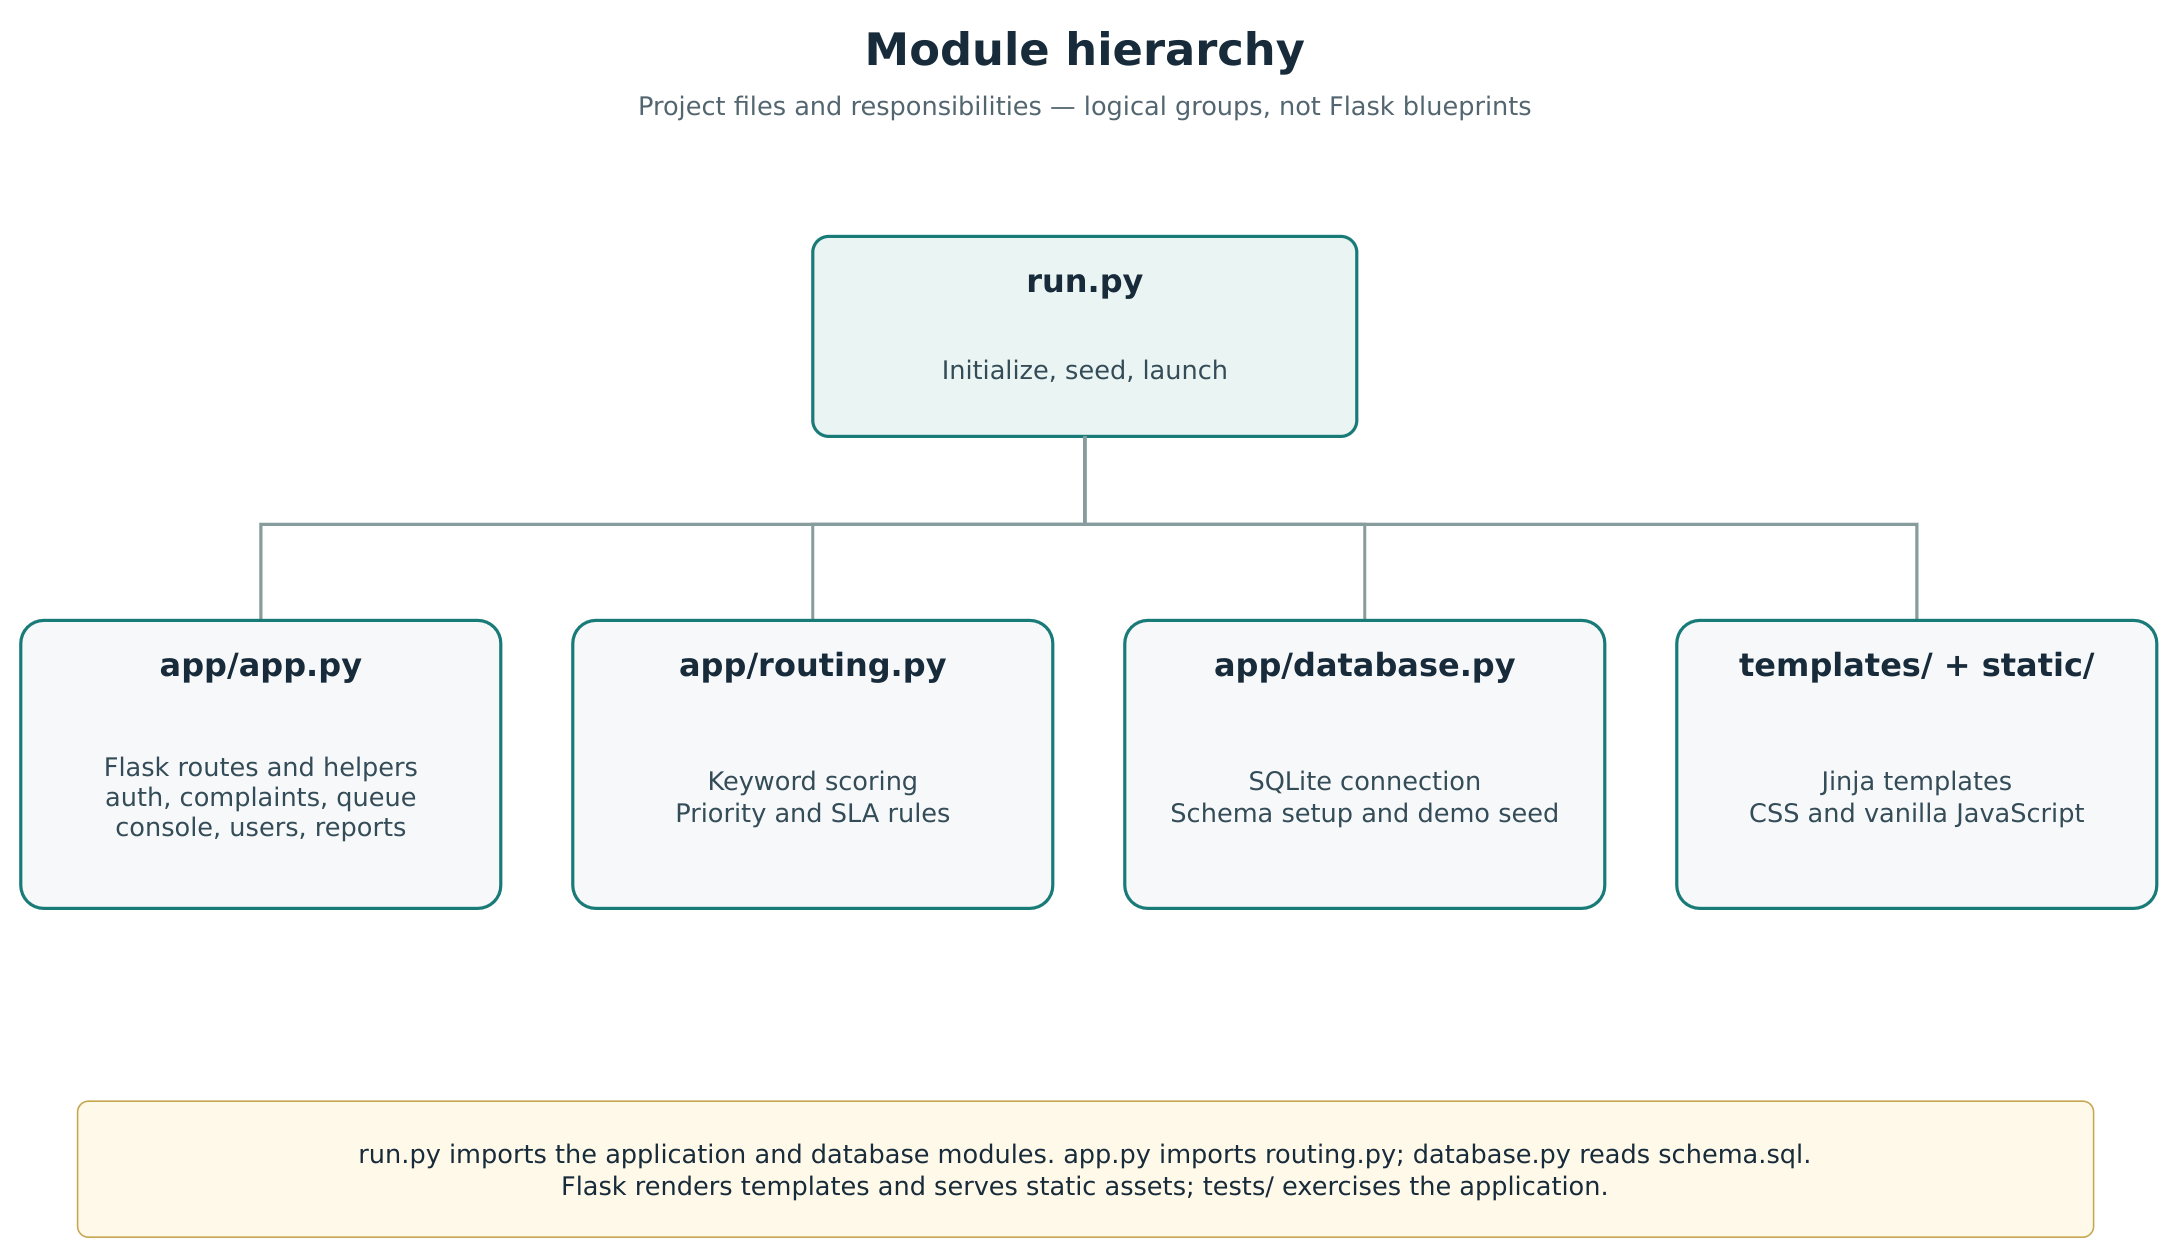 Module hierarchy
Project files and responsibilities — logical groups, not Flask blueprints
run.py
Initialize, seed, launch
app/app.py
Flask routes and helpers
auth, complaints, queue
console, users, reports
app/routing.py
Keyword scoring
Priority and SLA rules
app/database.py
SQLite connection
Schema setup and demo seed
templates/ + static/
Jinja templates
CSS and vanilla JavaScript
run.py imports the application and database modules. app.py imports routing.py; database.py reads schema.sql.
Flask renders templates and serves static assets; tests/ exercises the application.